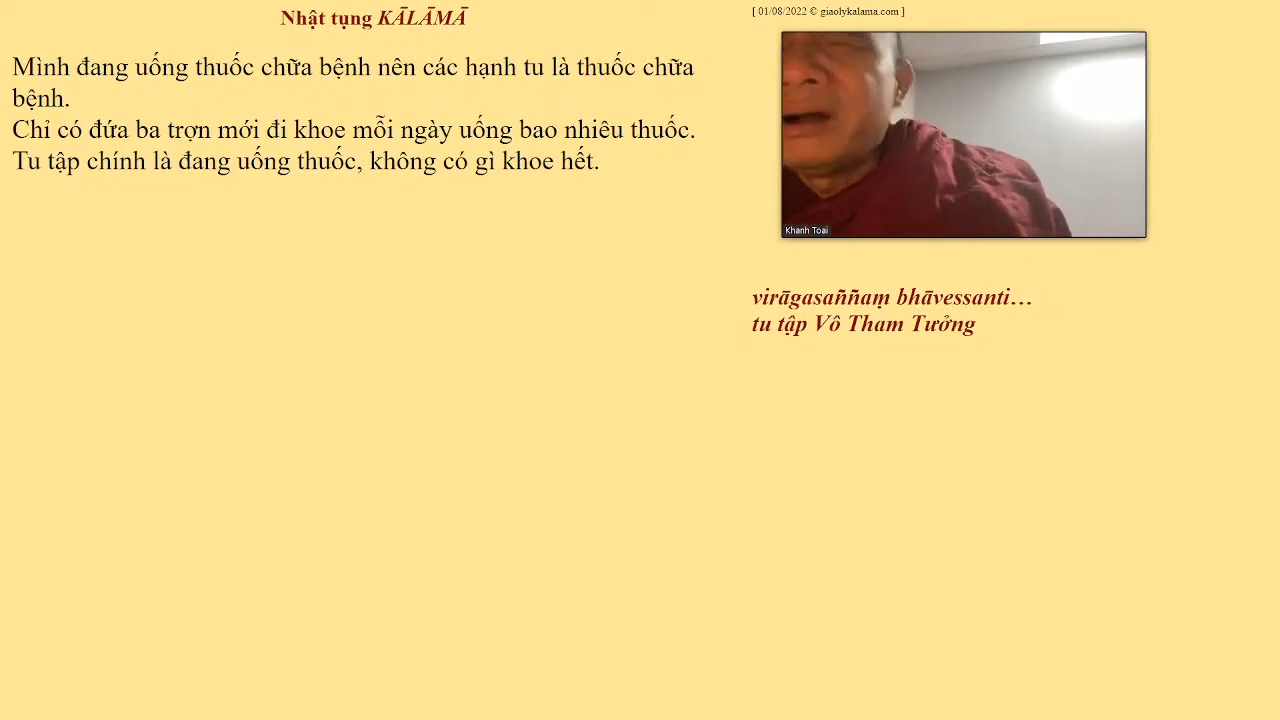 Nhật tụng KĀLĀMĀ
Mình đang uống thuốc chữa bệnh nên các hạnh tu là thuốc chữa
bệnh.
Chỉ có đứa ba trợn mới đi khoe mỗi ngày uống bao nhiêu thuốc.
Tu tập chính là đang uống thuốc, không có gì khoe hết.
[ 01/08/2022 © giaolykalama.com ]
Khanh Toai
virāgasaññaṃ bhāvessanti…
tu tập Vô Tham Tưởng